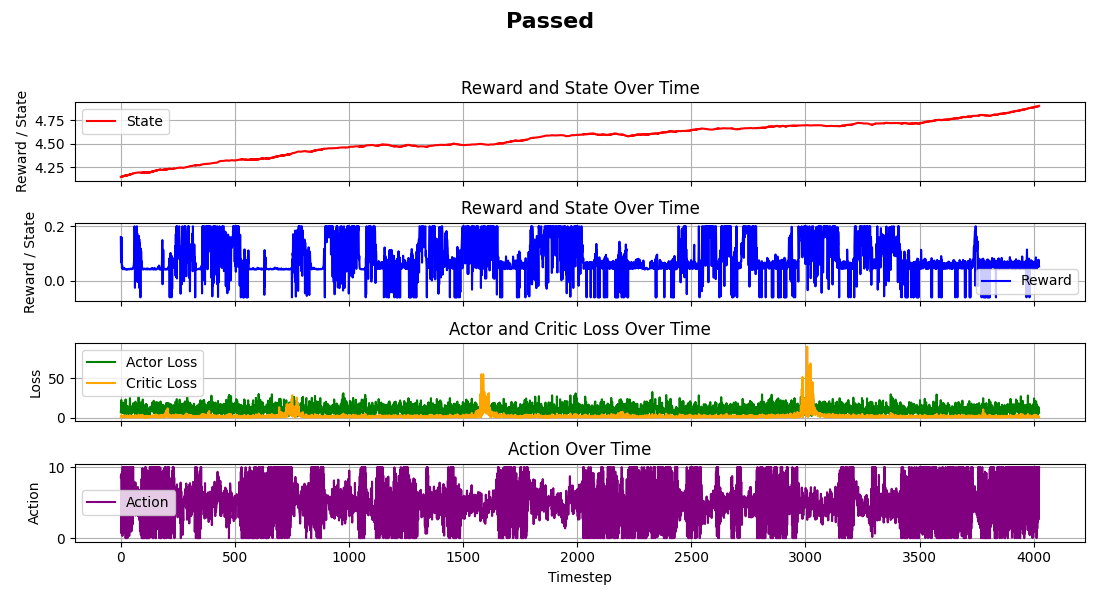 Passed
Reward and State Over Time
Reward / State
4.75
4.50
4.25
State
Reward and State Over Time
Reward / State
0.2
0.0
Reward
Actor and Critic Loss Over Time
Loss
50
0
Actor Loss
Critic Loss
Action Over Time
Action
10
0
Action
0 500 1000 1500 2000 2500 3000 3500 4000
Timestep